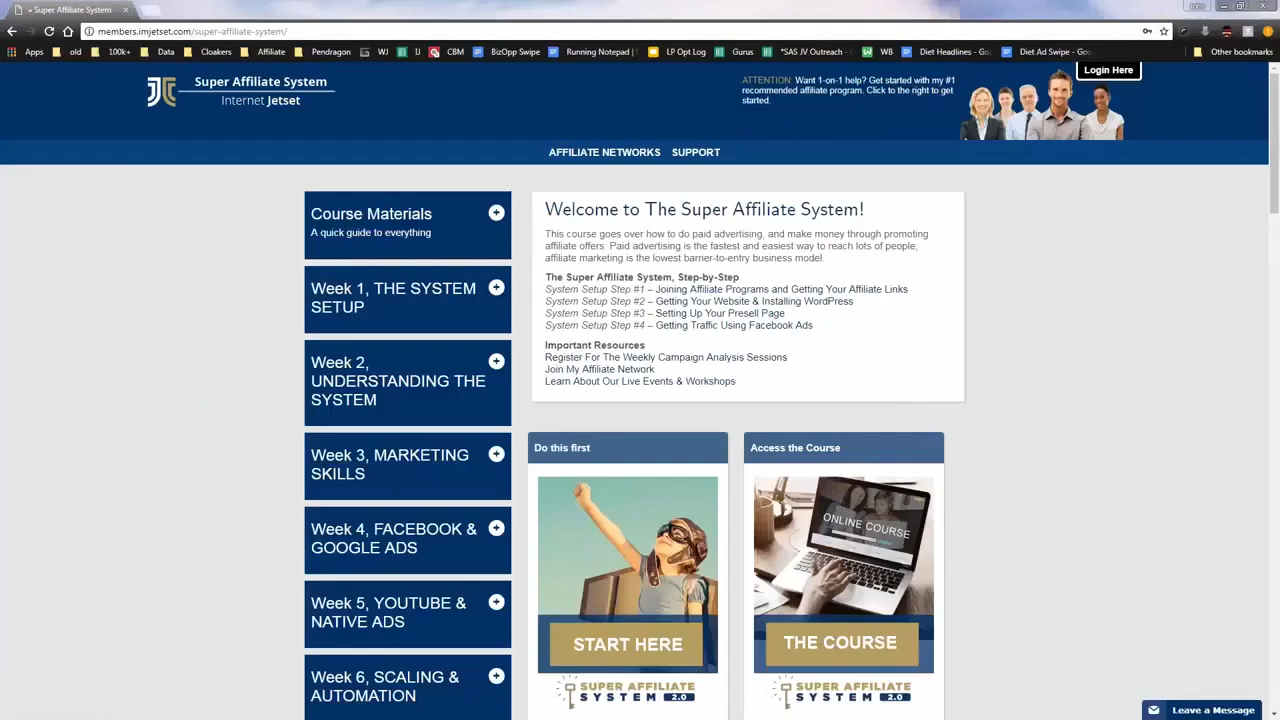 Super Affiliate System
members.imjetset.com/super-affiliate-system/
Apps old 100k+ Data Cloakers Affiliate Pendragon WJ IJ CBM BizOpp Swipe Running Notepad | LP Opt Log Gurus *SAS JV Outreach - WB Diet Headlines - Go Diet Ad Swipe - Goo Other bookmarks
Super Affiliate System
Internet Jetset
ATTENTION: Want 1-on-1 help? Get started with my #1
recommended affiliate program. Click to the right to get
started.
Login Here
AFFILIATE NETWORKS SUPPORT
Course Materials
A quick guide to everything
Week 1, THE SYSTEM
SETUP
Week 2,
UNDERSTANDING THE
SYSTEM
Week 3, MARKETING
SKILLS
Week 4, FACEBOOK &
GOOGLE ADS
Week 5, YOUTUBE &
NATIVE ADS
Week 6, SCALING &
AUTOMATION
Welcome to The Super Affiliate System!
This course goes over how to do paid advertising, and make money through promoting
affiliate offers. Paid advertising is the fastest and easiest way to reach lots of people;
affiliate marketing is the lowest barrier-to-entry business model.
The Super Affiliate System, Step-by-Step
System Setup Step #1 – Joining Affiliate Programs and Getting Your Affiliate Links
System Setup Step #2 – Getting Your Website & Installing WordPress
System Setup Step #3 – Setting Up Your Presell Page
System Setup Step #4 – Getting Traffic Using Facebook Ads
Important Resources
Register For The Weekly Campaign Analysis Sessions
Join My Affiliate Network
Learn About Our Live Events & Workshops
Do this first
START HERE
SUPER AFFILIATE
SYSTEM 2.0
Access the Course
ONLINE COURSE
THE COURSE
SUPER AFFILIATE
SYSTEM 2.0
Leave a Message